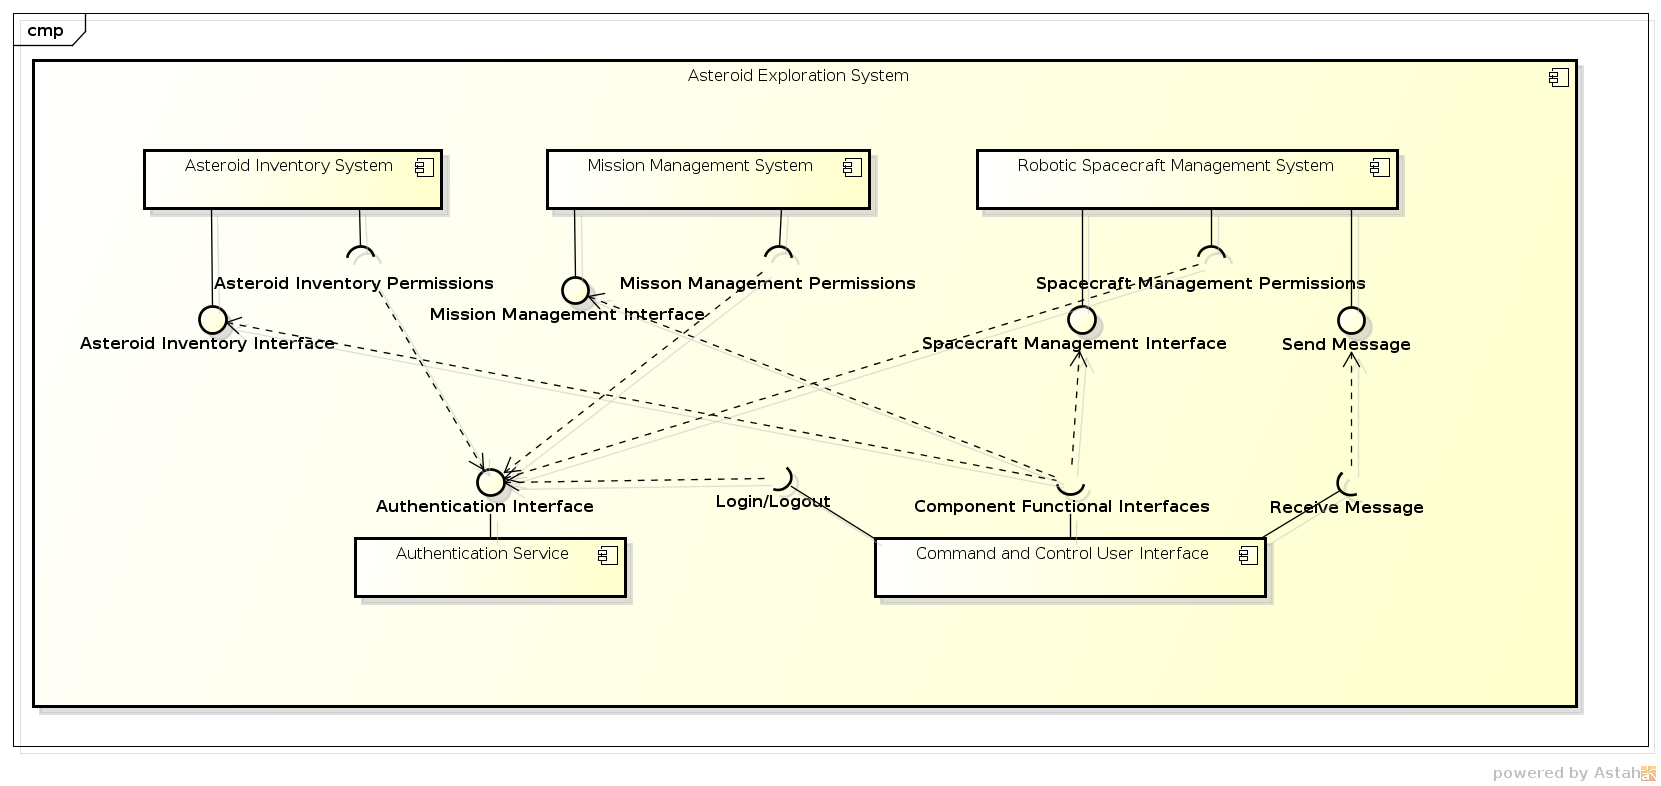 cmp
Asteroid Exploration System
Asteroid Inventory System
Mission Management System
Robotic Spacecraft Management System
Asteroid Inventory Permissions
Misson Management Permissions
Spacecraft Management Permissions
Mission Management Interface
Asteroid Inventory Interface
Spacecraft Management Interface
Send Message
Authentication Interface
Login/Logout
Component Functional Interfaces
Receive Message
Authentication Service
Command and Control User Interface
powered by Astah